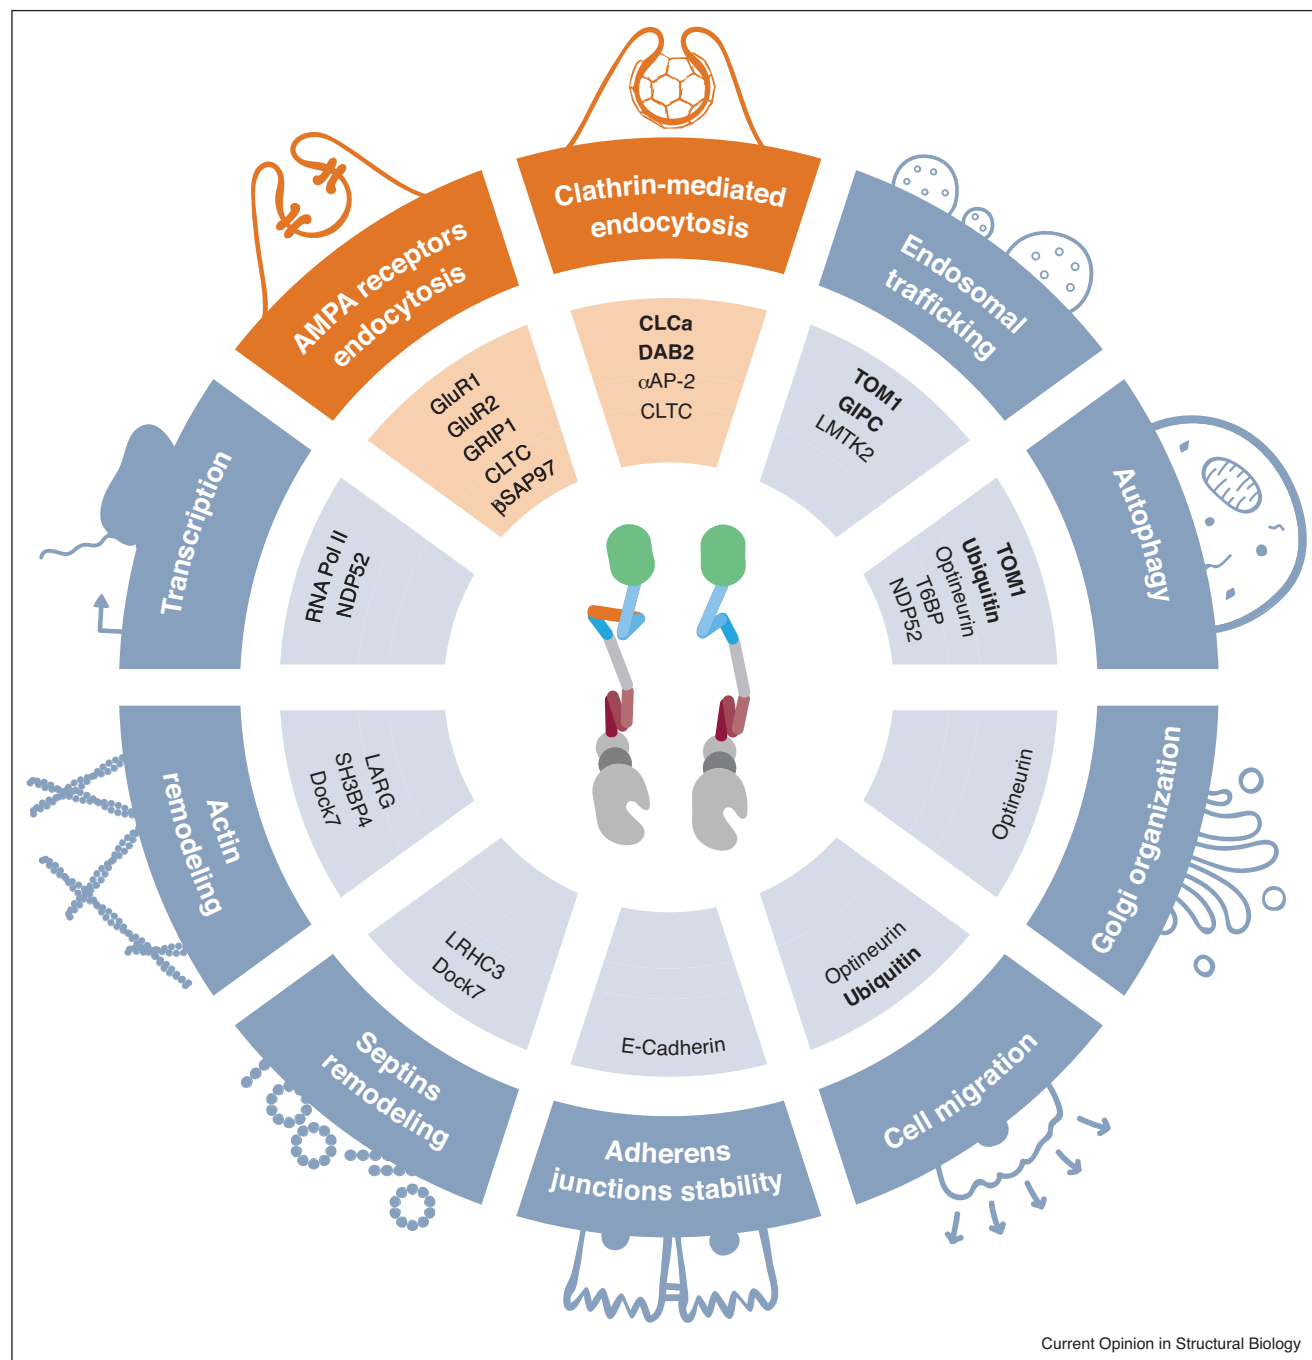 Clathrin-mediated
endocytosis
CLCa
DAB2
αAP-2
CLTC
Endosomal
trafficking
TOM1
GIPC
LMTK2
Autophagy
TOM1
Ubiquitin
Optineurin
T6BP
NDP52
Golgi organization
Optineurin
Cell migration
Optineurin
Ubiquitin
Adherens
junctions stability
E-Cadherin
Septins
remodeling
LRHC3
Dock7
Actin
remodeling
LARG
SH3BP4
Dock7
Transcription
RNA Pol II
NDP52
AMPA receptors
endocytosis
GluR1
GluR2
GRIP1
CLTC
βSAP97
Current Opinion in Structural Biology